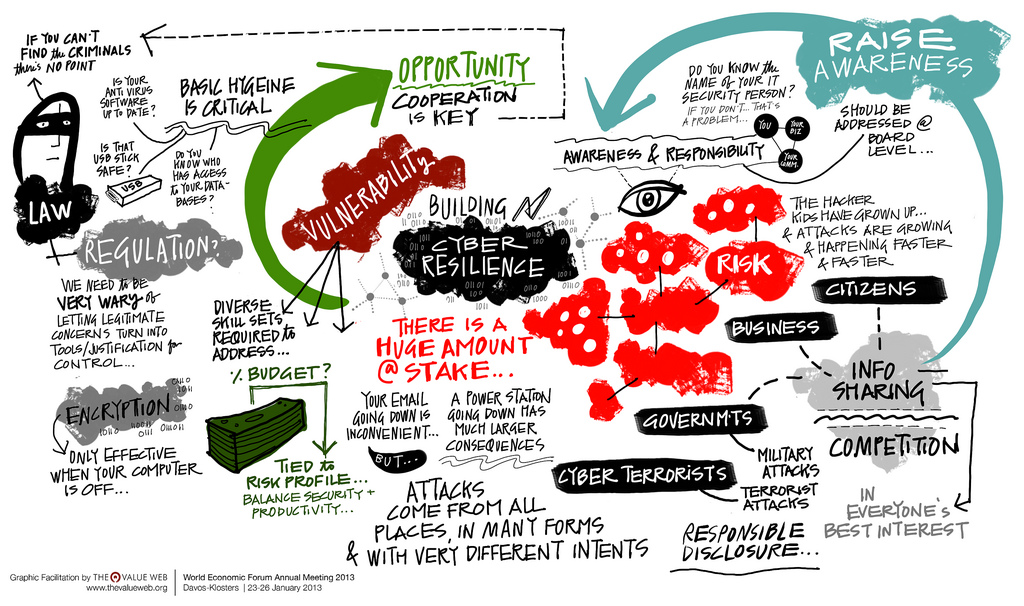 IF YOU CAN'T
FIND the CRIMINALS
there's NO POINT
LAW
IS YOUR
ANTI VIRUS
SOFTWARE
UP TO DATE?
BASIC HYGEINE
IS CRITICAL
IS THAT
USB STICK
SAFE?
USB
DO YOU
KNOW WHO
HAS ACCESS
to YOUR DATA-
BASES?
REGULATION?
WE NEED to BE
VERY WARY of
LETTING LEGITIMATE
CONCERNS TURN INTO
TOOLS/JUSTIFICATION for
CONTROL...
ENCRYPTION
ONLY EFFECTIVE
WHEN YOUR COMPUTER
IS OFF...
OPPORTUNITY
COOPERATION
IS KEY
VULNERABILITY
DIVERSE
SKILL SETS
REQUIRED to
ADDRESS...
% BUDGET?
TIED to
RISK PROFILE...
BALANCE SECURITY +
PRODUCTIVITY...
BUILDING
CYBER
RESILIENCE
THERE IS A
HUGE AMOUNT
@ STAKE...
YOUR EMAIL
GOING DOWN IS
INCONVENIENT...
BUT...
A POWER STATION
GOING DOWN HAS
MUCH LARGER
CONSEQUENCES
ATTACKS
COME FROM ALL
PLACES, IN MANY FORMS
& WITH VERY DIFFERENT INTENTS
RAISE
AWARENESS
DO YOU KNOW the
NAME OF YOUR IT
SECURITY PERSON?
IF YOU DON'T... THAT'S
A PROBLEM...
YOU
YOUR
BIZ
YOUR
COMM.
SHOULD BE
ADDRESSED @
BOARD
LEVEL...
AWARENESS & RESPONSIBILITY
RISK
THE HACKER
KIDS HAVE GROWN UP...
& ATTACKS ARE GROWING
& HAPPENING FASTER
& FASTER
CITIZENS
BUSINESS
GOVERNMTS
CYBER TERRORISTS
MILITARY
ATTACKS
TERRORIST
ATTACKS
INFO
SHARING
COMPETITION
IN
EVERYONE'S
BEST INTEREST
RESPONSIBLE
DISCLOSURE...
Graphic Facilitation by THE VALUE WEB
www.thevalueweb.org
World Economic Forum Annual Meeting 2013
Davos-Klosters | 23-26 January 2013